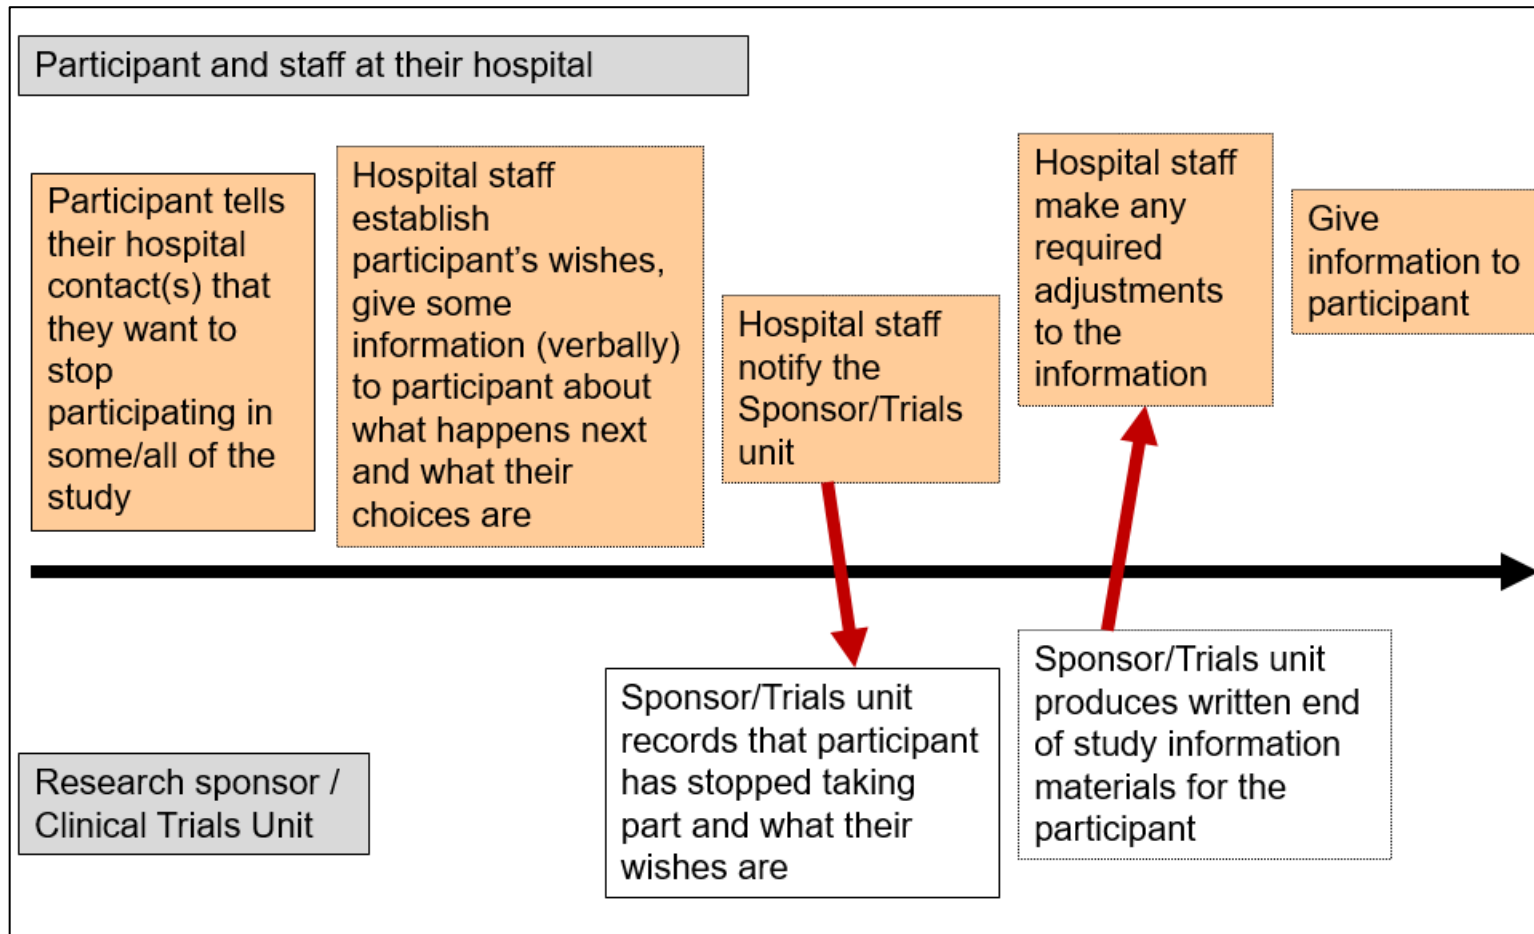 Participant and staff at their hospital
Participant tells
their hospital
contact(s) that
they want to
stop
participating in
some/all of the
study
Hospital staff
establish
participant’s wishes,
give some
information (verbally)
to participant about
what happens next
and what their
choices are
Hospital staff
notify the
Sponsor/Trials
unit
Hospital staff
make any
required
adjustments
to the
information
Give
information to
participant
Research sponsor /
Clinical Trials Unit
Sponsor/Trials unit
records that participant
has stopped taking
part and what their
wishes are
Sponsor/Trials unit
produces written end
of study information
materials for the
participant